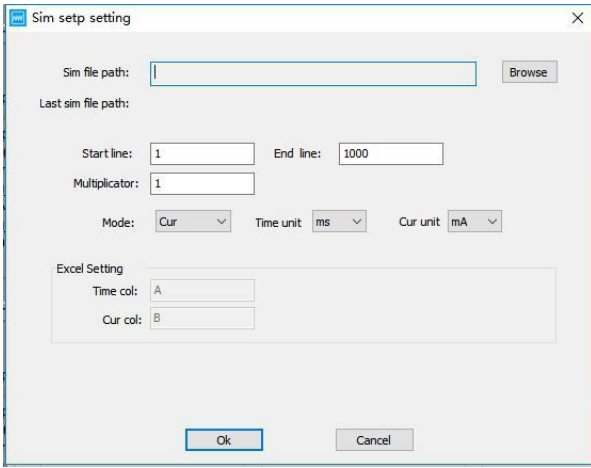 Sim setp setting
Sim file path: Browse
Last sim file path:
Start line: 1 End line: 1000
Multiplicator: 1
Mode: Cur Time unit ms Cur unit mA
Excel Setting
Time col: A
Cur col: B
Ok Cancel